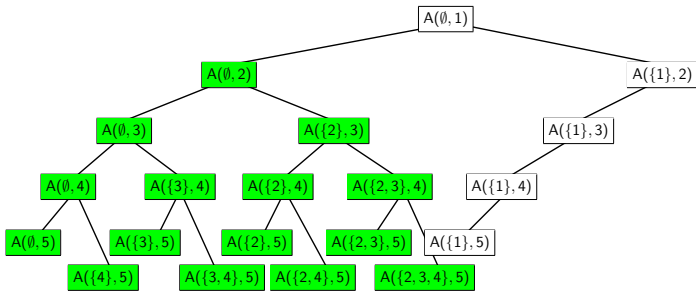 A(∅, 1)
A(∅, 2)
A({1}, 2)
A(∅, 3)
A({2}, 3)
A({1}, 3)
A(∅, 4)
A({3}, 4)
A({2}, 4)
A({2, 3}, 4)
A({1}, 4)
A(∅, 5)
A({3}, 5)
A({2}, 5)
A({2, 3}, 5)
A({1}, 5)
A({4}, 5)
A({3, 4}, 5)
A({2, 4}, 5)
A({2, 3, 4}, 5)